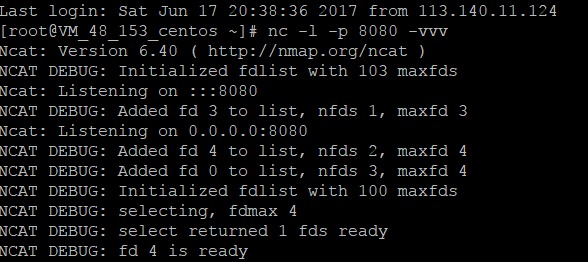 Last login: Sat Jun 17 20:38:36 2017 from 113.140.11.124
[root@VM_48_153_centos ~]# nc -l -p 8080 -vvv
Ncat: Version 6.40 ( http://nmap.org/ncat )
NCAT DEBUG: Initialized fdlist with 103 maxfds
Ncat: Listening on :::8080
NCAT DEBUG: Added fd 3 to list, nfds 1, maxfd 3
Ncat: Listening on 0.0.0.0:8080
NCAT DEBUG: Added fd 4 to list, nfds 2, maxfd 4
NCAT DEBUG: Added fd 0 to list, nfds 3, maxfd 4
NCAT DEBUG: Initialized fdlist with 100 maxfds
NCAT DEBUG: selecting, fdmax 4
NCAT DEBUG: select returned 1 fds ready
NCAT DEBUG: fd 4 is ready